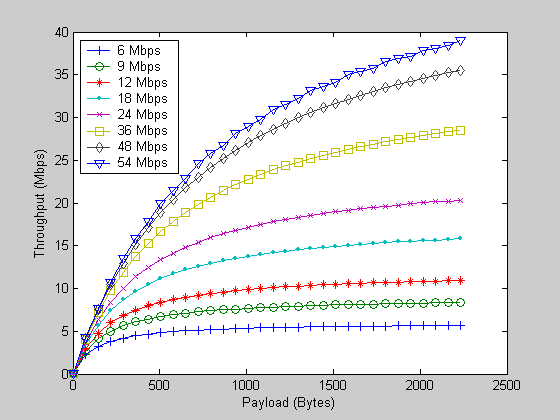 40
35
30
25
20
15
10
5
0
Throughput (Mbps)
6 Mbps
9 Mbps
12 Mbps
18 Mbps
24 Mbps
36 Mbps
48 Mbps
54 Mbps
0 500 1000 1500 2000 2500
Payload (Bytes)